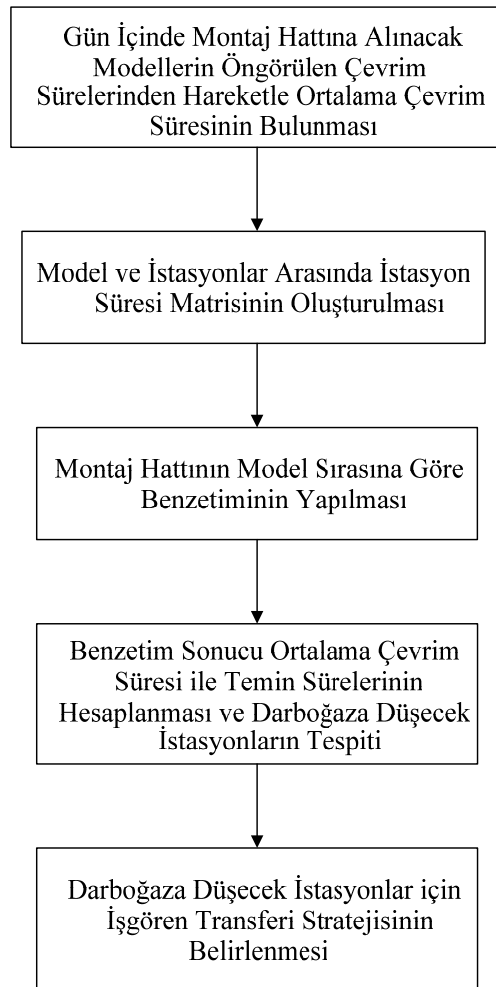 Gün İçinde Montaj Hattına Alınacak
Modellerin Öngörülen Çevrim
Sürelerinden Hareketle Ortalama Çevrim
Süresinin Bulunması
Model ve İstasyonlar Arasında İstasyon
Süresi Matrisinin Oluşturulması
Montaj Hattının Model Sırasına Göre
Benzetiminin Yapılması
Benzetim Sonucu Ortalama Çevrim
Süresi ile Temin Sürelerinin
Hesaplanması ve Darboğaza Düşecek
İstasyonların Tespiti
Darboğaza Düşecek İstasyonlar için
İşgören Transferi Stratejisinin
Belirlenmesi